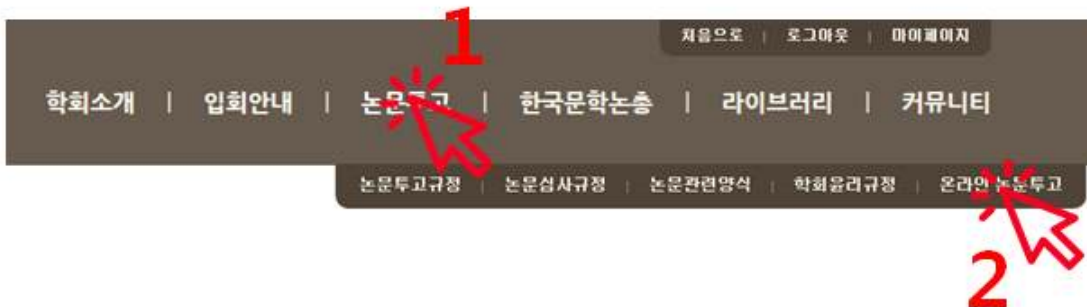 1
처음으로 | 로그아웃 | 마이페이지
학회소개 | 입회안내 | 논문투고 | 한국문학논총 | 라이브러리 | 커뮤니티
논문투고규정 | 논문심사규정 | 논문관련양식 | 학회윤리규정 | 온라인 논문투고
2